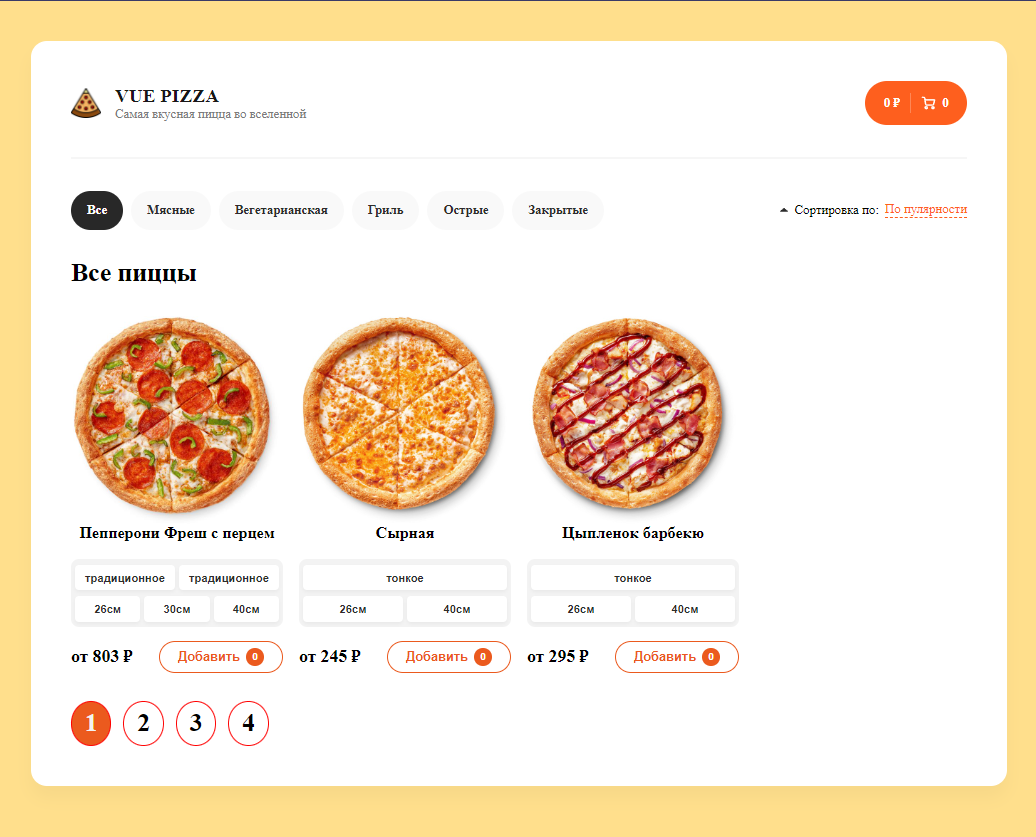 VUE PIZZA
Самая вкусная пицца во вселенной
0 ₽ 0
Все Мясные Вегетарианская Гриль Острые Закрытые Сортировка по: По пулярности
Все пиццы
Пепперони Фреш с перцем Сырная Цыпленок барбекю
традиционное традиционное тонкое тонкое
26см 30см 40см 26см 40см 26см 40см
от 803 ₽ Добавить 0 от 245 ₽ Добавить 0 от 295 ₽ Добавить 0
1 2 3 4